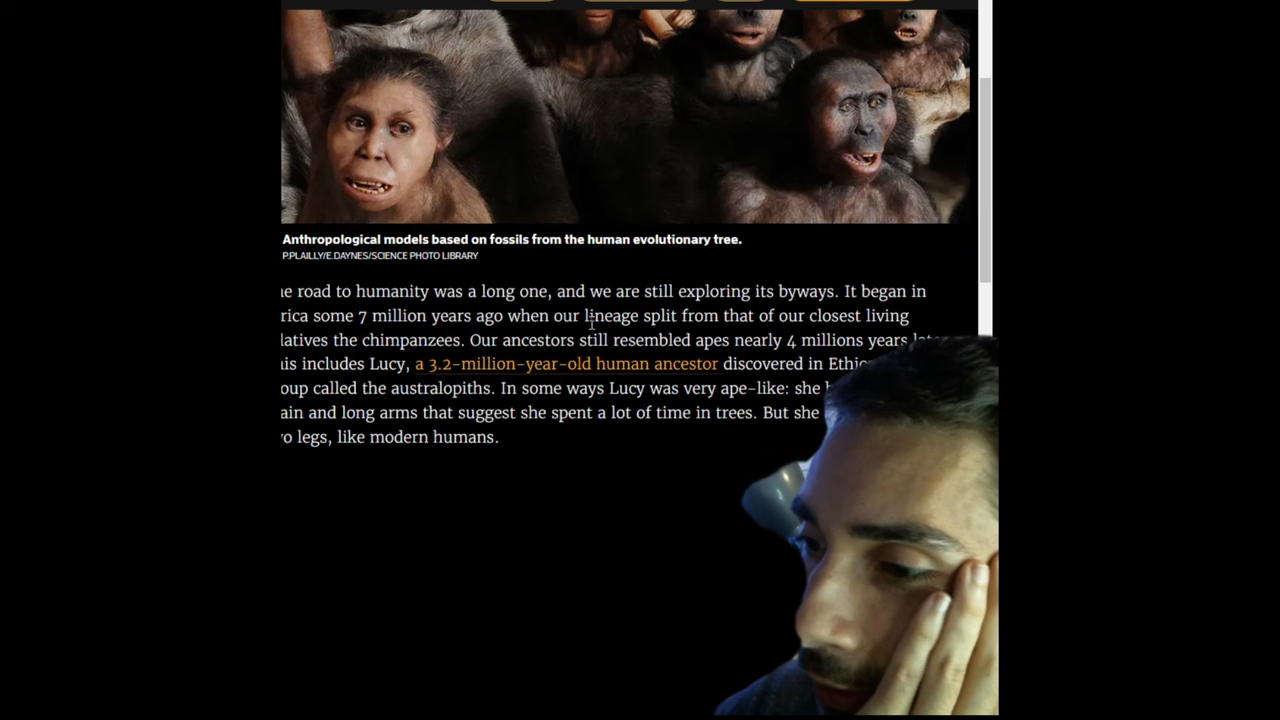 Anthropological models based on fossils from the human evolutionary tree.
P.PLAILLY/E.DAYNES/SCIENCE PHOTO LIBRARY
road to humanity was a long one, and we are still exploring its byways. It began in
some 7 million years ago when our lineage split from that of our closest living
the chimpanzees. Our ancestors still resembled apes nearly 4 millions years
includes Lucy, a 3.2-million-year-old human ancestor discovered in
called the australopiths. In some ways Lucy was very ape-like: she
and long arms that suggest she spent a lot of time in trees. But she
legs, like modern humans.